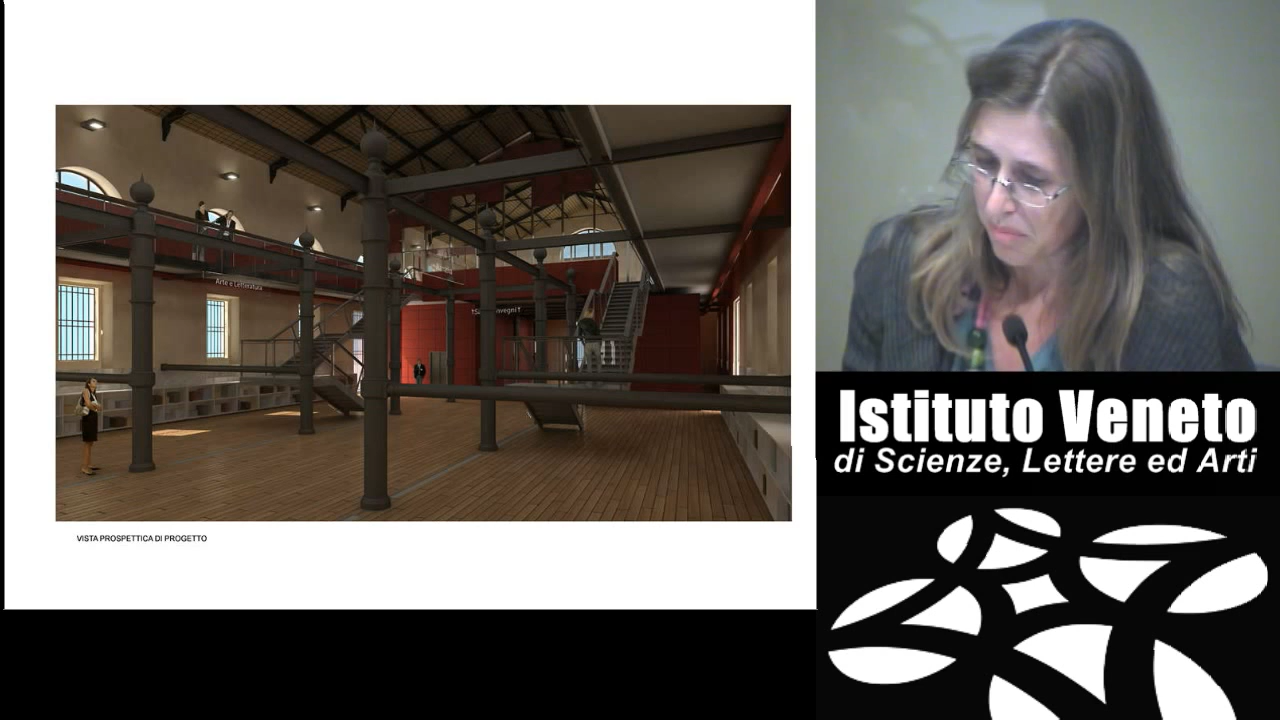 Arte e Letteratura
VISTA PROSPETTICA DI PROGETTO
Istituto Veneto
di Scienze, Lettere ed Arti